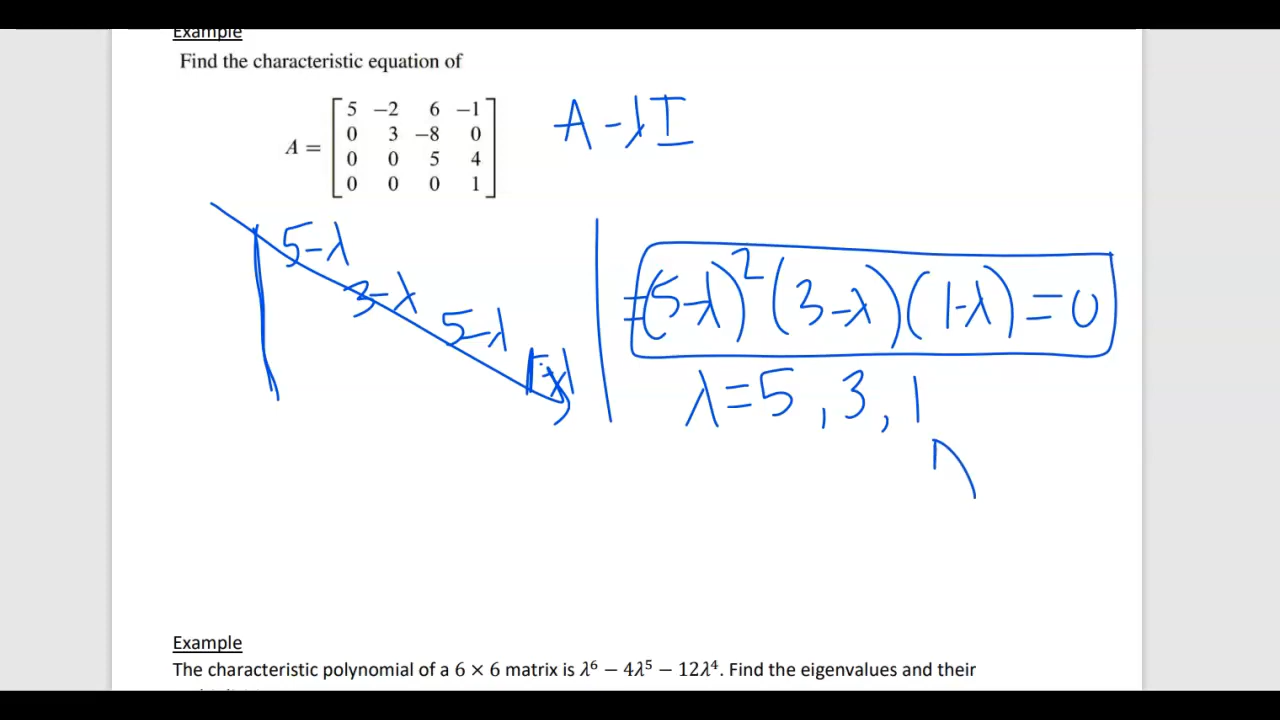 Example
Find the characteristic equation of
A = [5 −2 6 −1
0 3 −8 0
0 0 5 4
0 0 0 1]
A − λI
5−λ
3−λ
5−λ
1−λ
=(5−λ)²(3−λ)(1−λ) = 0
λ = 5, 3, 1
Example
The characteristic polynomial of a 6 × 6 matrix is λ⁶ − 4λ⁵ − 12λ⁴. Find the eigenvalues and their